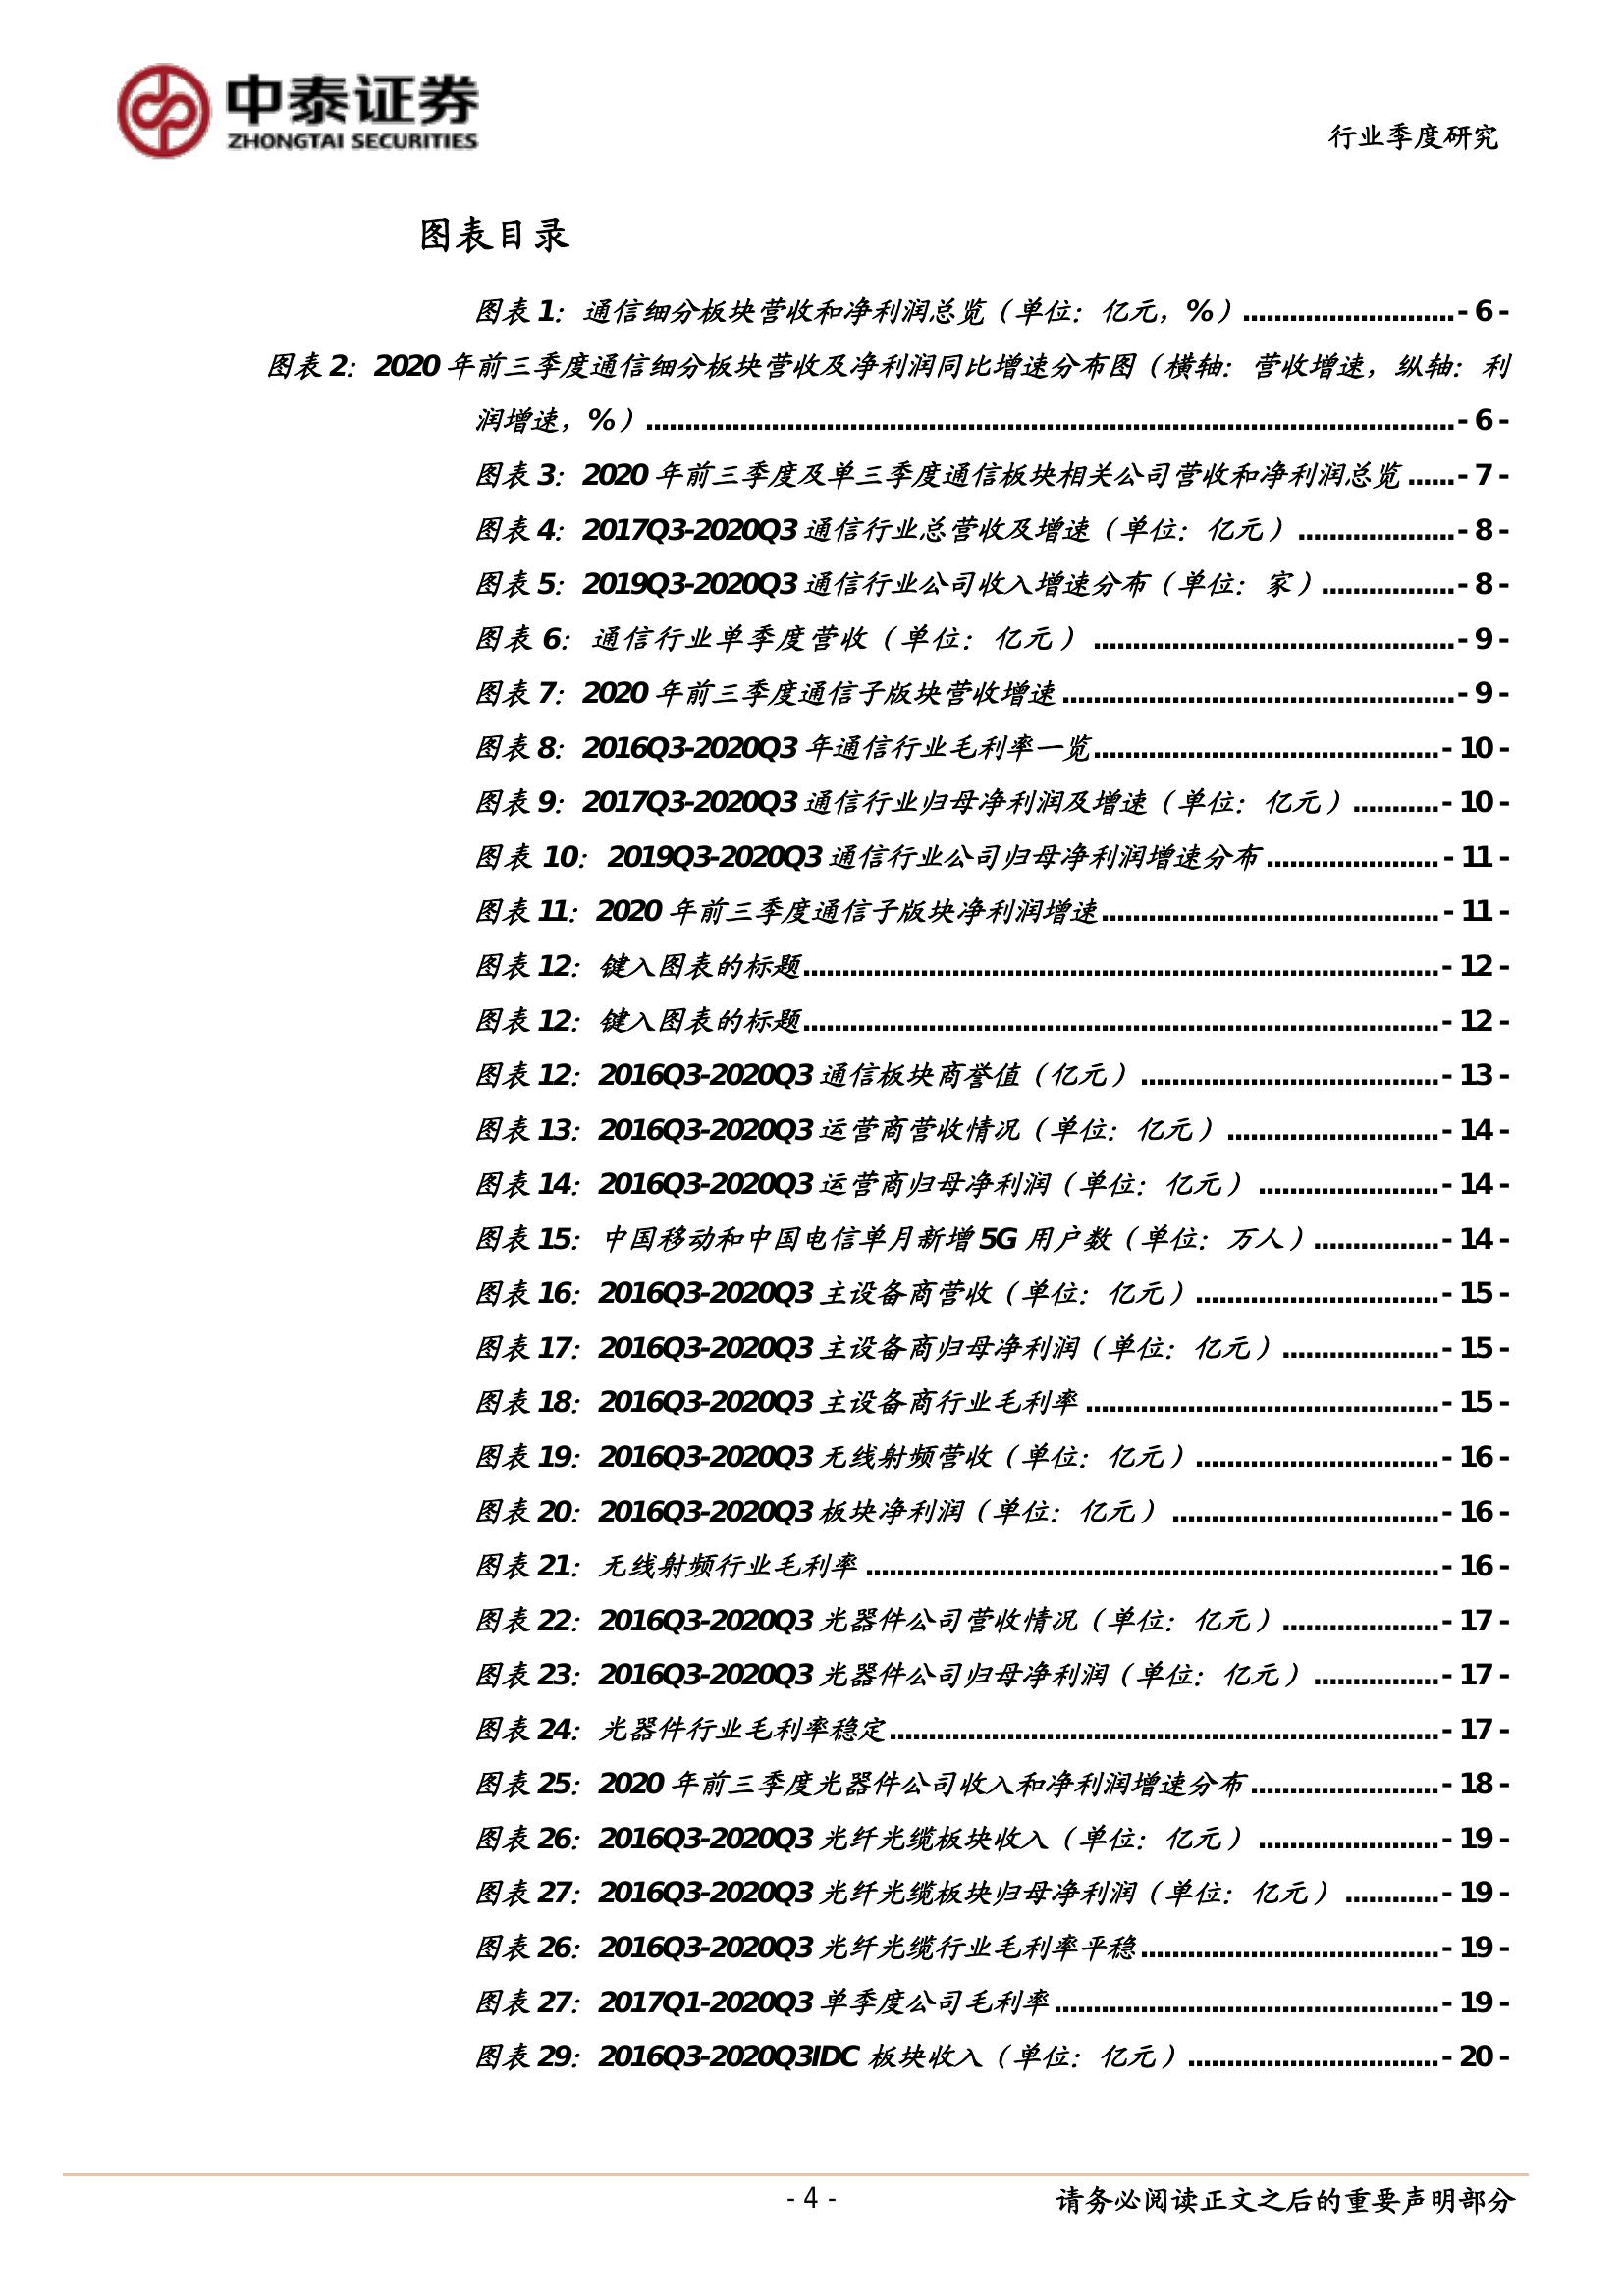 中泰证券
ZHONGTAI SECURITIES
行业季度研究
图表目录
图表 1：通信细分板块营收和净利润总览（单位：亿元，%）...........................- 6 -
图表 2：2020 年前三季度通信细分板块营收及净利润同比增速分布图（横轴：营收增速，纵轴：利
润增速，%）.......................................................................................................- 6 -
图表 3：2020 年前三季度及单三季度通信板块相关公司营收和净利润总览 ......- 7 -
图表 4：2017Q3-2020Q3 通信行业总营收及增速（单位：亿元）....................- 8 -
图表 5：2019Q3-2020Q3 通信行业公司收入增速分布（单位：家）.................- 8 -
图表 6：通信行业单季度营收（单位：亿元）..............................................- 9 -
图表 7：2020 年前三季度通信子版块营收增速 ..................................................- 9 -
图表 8：2016Q3-2020Q3 年通信行业毛利率一览............................................- 10 -
图表 9：2017Q3-2020Q3 通信行业归母净利润及增速（单位：亿元）...........- 10 -
图表 10：2019Q3-2020Q3 通信行业公司归母净利润增速分布......................- 11 -
图表 11：2020 年前三季度通信子版块净利润增速...........................................- 11 -
图表 12：键入图表的标题.................................................................................- 12 -
图表 12：键入图表的标题.................................................................................- 12 -
图表 12：2016Q3-2020Q3 通信板块商誉值（亿元）......................................- 13 -
图表 13：2016Q3-2020Q3 运营商营收情况（单位：亿元）...........................- 14 -
图表 14：2016Q3-2020Q3 运营商归母净利润（单位：亿元）.......................- 14 -
图表 15：中国移动和中国电信单月新增 5G 用户数（单位：万人）................- 14 -
图表 16：2016Q3-2020Q3 主设备商营收（单位：亿元）...............................- 15 -
图表 17：2016Q3-2020Q3 主设备商归母净利润（单位：亿元）....................- 15 -
图表 18：2016Q3-2020Q3 主设备商行业毛利率 .............................................- 15 -
图表 19：2016Q3-2020Q3 无线射频营收（单位：亿元）...............................- 16 -
图表 20：2016Q3-2020Q3 板块净利润（单位：亿元）..................................- 16 -
图表 21：无线射频行业毛利率 .........................................................................- 16 -
图表 22：2016Q3-2020Q3 光器件公司营收情况（单位：亿元）....................- 17 -
图表 23：2016Q3-2020Q3 光器件公司归母净利润（单位：亿元）................- 17 -
图表 24：光器件行业毛利率稳定......................................................................- 17 -
图表 25：2020 年前三季度光器件公司收入和净利润增速分布........................- 18 -
图表 26：2016Q3-2020Q3 光纤光缆板块收入（单位：亿元）.......................- 19 -
图表 27：2016Q3-2020Q3 光纤光缆板块归母净利润（单位：亿元）............- 19 -
图表 26：2016Q3-2020Q3 光纤光缆行业毛利率平稳......................................- 19 -
图表 27：2017Q1-2020Q3 单季度公司毛利率.................................................- 19 -
图表 29：2016Q3-2020Q3IDC 板块收入（单位：亿元）................................- 20 -
- 4 -
请务必阅读正文之后的重要声明部分